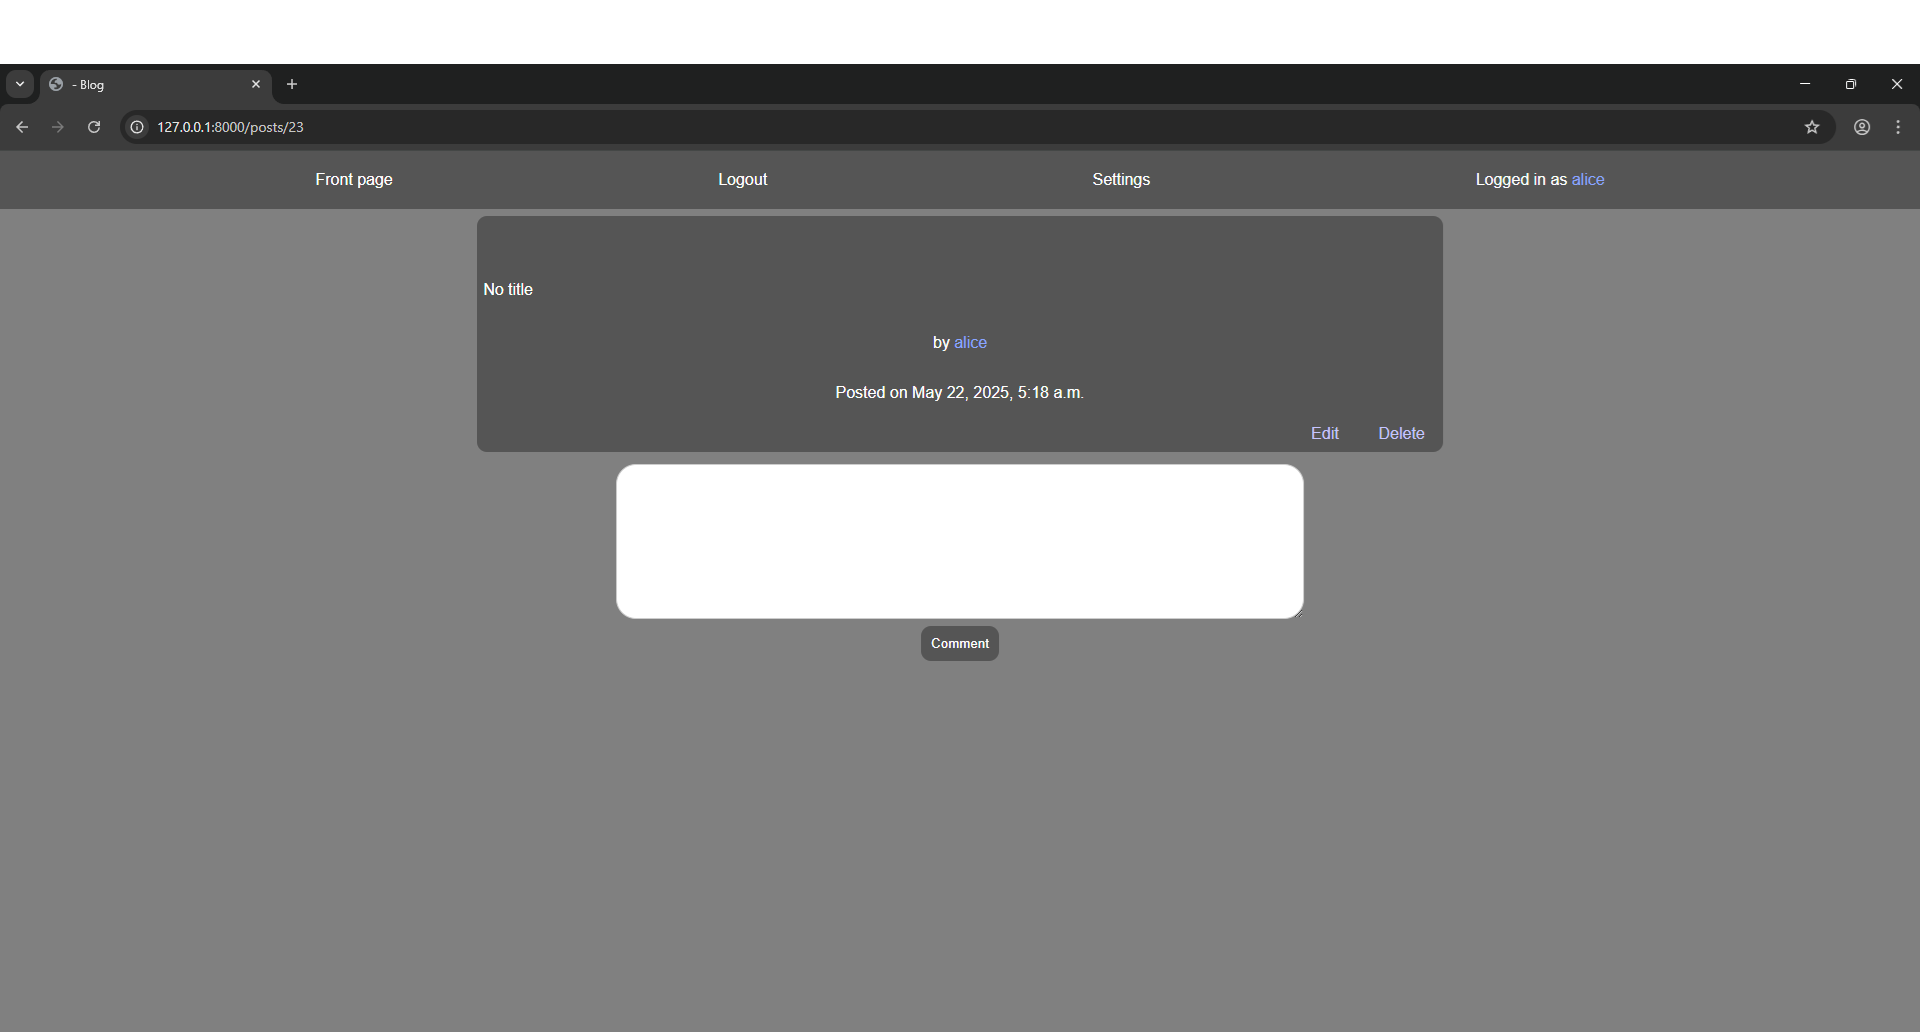 - Blog
127.0.0.1:8000/posts/23
Front page Logout Settings Logged in as alice
No title
by alice
Posted on May 22, 2025, 5:18 a.m.
Edit Delete
Comment